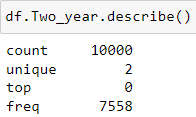 df.Two_year.describe()
count     10000
unique        2
top           0
freq       7558